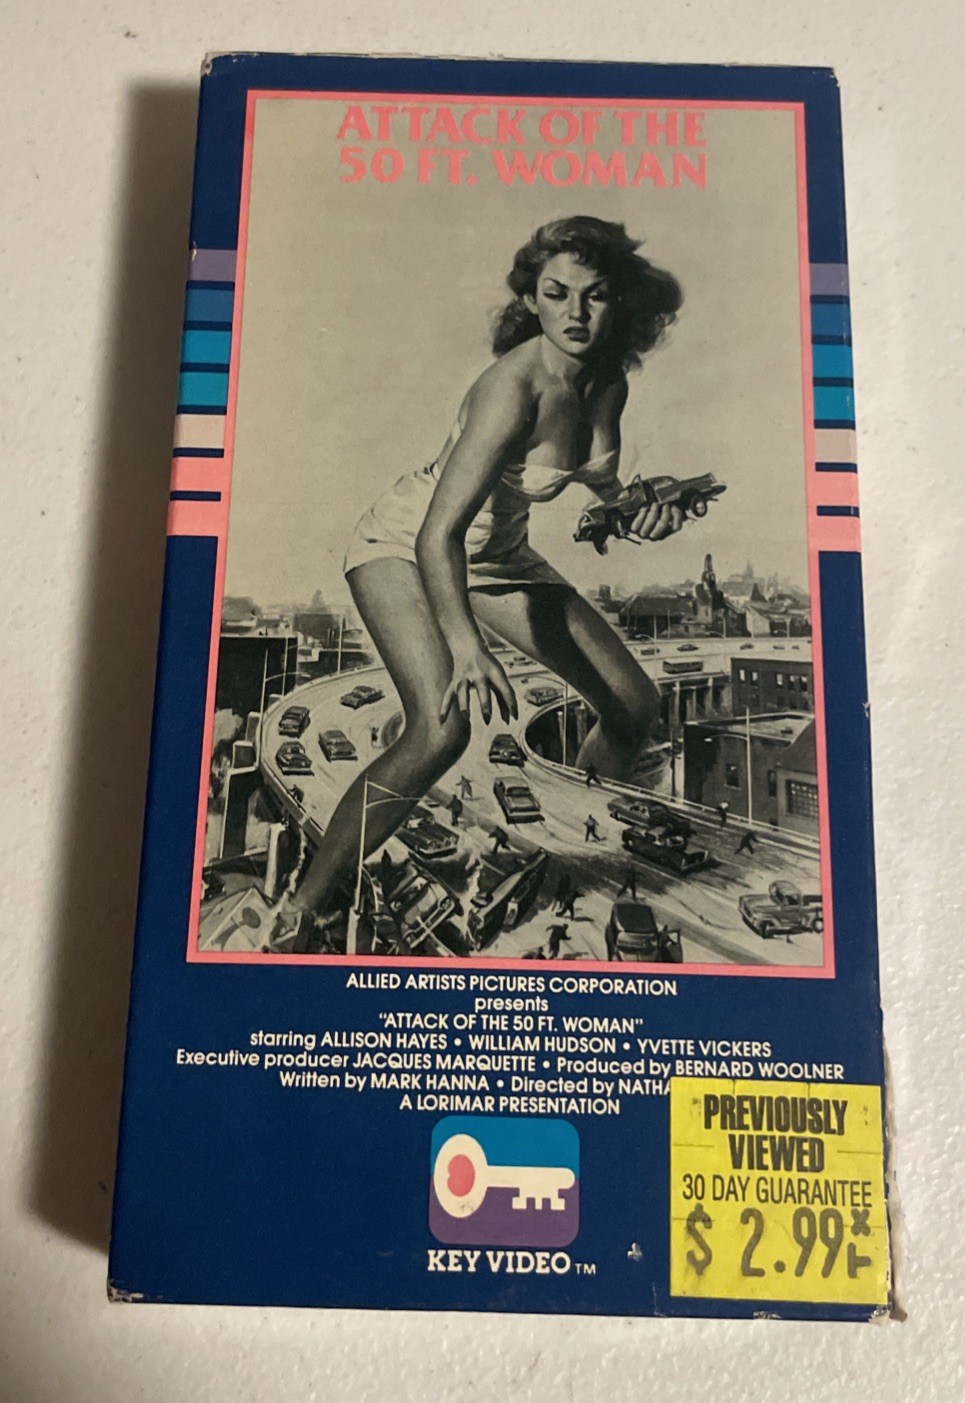 ATTACK OF THE
50 FT. WOMAN
ALLIED ARTISTS PICTURES CORPORATION
presents
"ATTACK OF THE 50 FT. WOMAN"
starring ALLISON HAYES • WILLIAM HUDSON • YVETTE VICKERS
Executive producer JACQUES MARQUETTE • Produced by BERNARD WOOLNER
Written by MARK HANNA • Directed by NATHA
A LORIMAR PRESENTATION
KEY VIDEO™
PREVIOUSLY
VIEWED
30 DAY GUARANTEE
$ 2.99